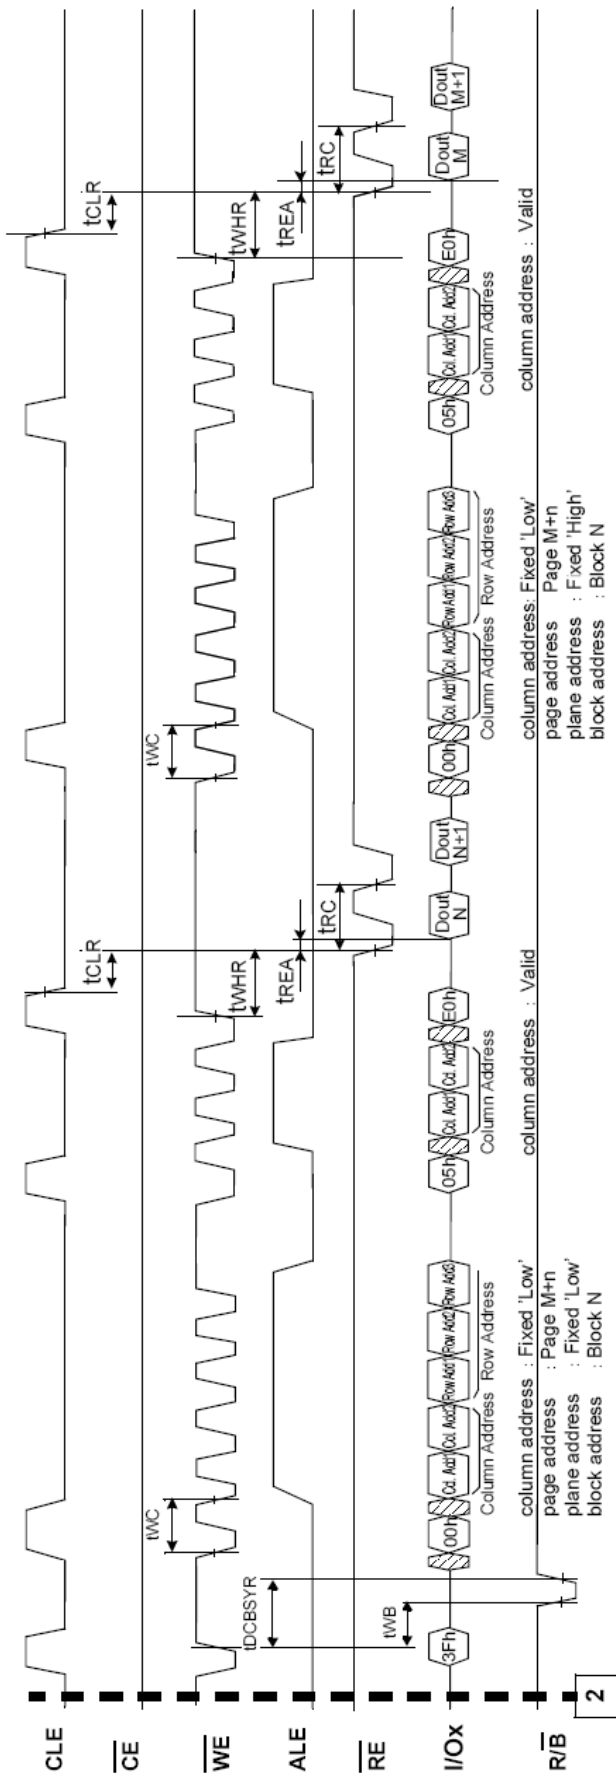 CLE
CE
WE
ALE
RE
I/Ox
R/B
2
tDCBSYR
tWB
tWC
tCLR
tWHR
tREA
tRC
tWC
tCLR
tWHR
tREA
tRC
3Fh
00h
Cd. Add1
Col. Add2
Row Add1
Row Add2
Row Add3
05h
Col. Add1
Cd. Add2
E0h
Dout N
Dout N+1
00h
Col. Add1
Col. Add2
Row Add1
Row Add2
Row Add3
05h
Col. Add1
Cd. Add2
E0h
Dout M
Dout M+1
Column Address Row Address
Column Address
Column Address Row Address
Column Address
column address : Fixed 'Low'
page address : Page M+n
plane address : Fixed 'Low'
block address : Block N
column address : Valid
column address: Fixed 'Low'
page address Page M+n
plane address : Fixed 'High'
block address : Block N
column address : Valid